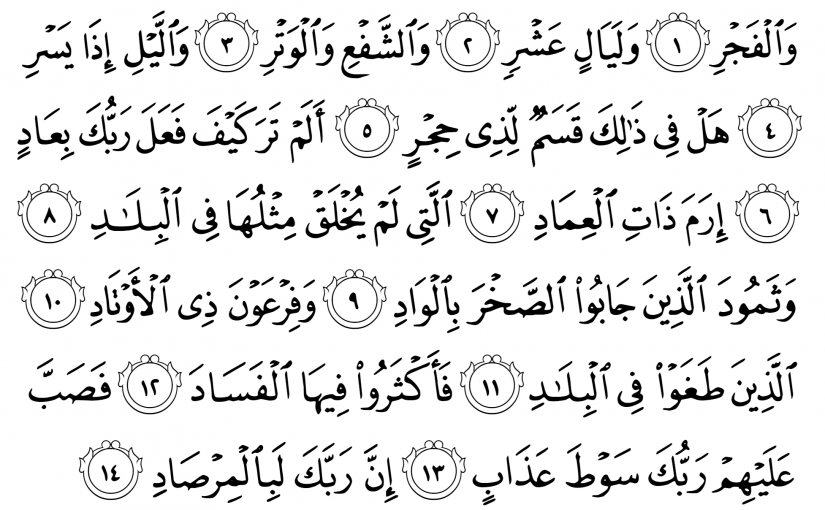 وَٱلْفَجْرِ ١ وَلَيَالٍ عَشْرٍ ٢ وَٱلشَّفْعِ وَٱلْوَتْرِ ٣ وَٱلَّيْلِ إِذَا يَسْرِ
٤ هَلْ فِى ذَٰلِكَ قَسَمٌ لِّذِى حِجْرٍ ٥ أَلَمْ تَرَ كَيْفَ فَعَلَ رَبُّكَ بِعَادٍ
٦ إِرَمَ ذَاتِ ٱلْعِمَادِ ٧ ٱلَّتِى لَمْ يُخْلَقْ مِثْلُهَا فِى ٱلْبِلَـٰدِ ٨
وَثَمُودَ ٱلَّذِينَ جَابُوا۟ ٱلصَّخْرَ بِٱلْوَادِ ٩ وَفِرْعَوْنَ ذِى ٱلْأَوْتَادِ ١٠
ٱلَّذِينَ طَغَوْا۟ فِى ٱلْبِلَـٰدِ ١١ فَأَكْثَرُوا۟ فِيهَا ٱلْفَسَادَ ١٢ فَصَبَّ
عَلَيْهِمْ رَبُّكَ سَوْطَ عَذَابٍ ١٣ إِنَّ رَبَّكَ لَبِٱلْمِرْصَادِ ١٤